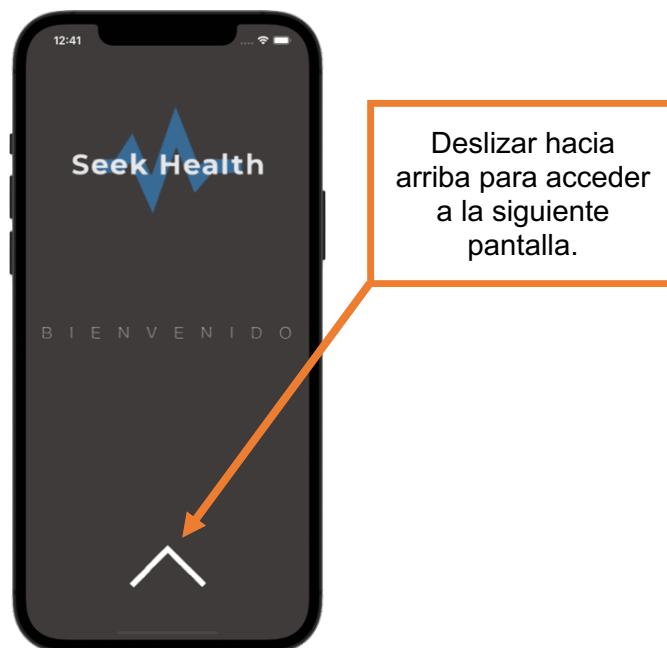 12:41
Seek Health
BIENVENIDO
Deslizar hacia
arriba para acceder
a la siguiente
pantalla.